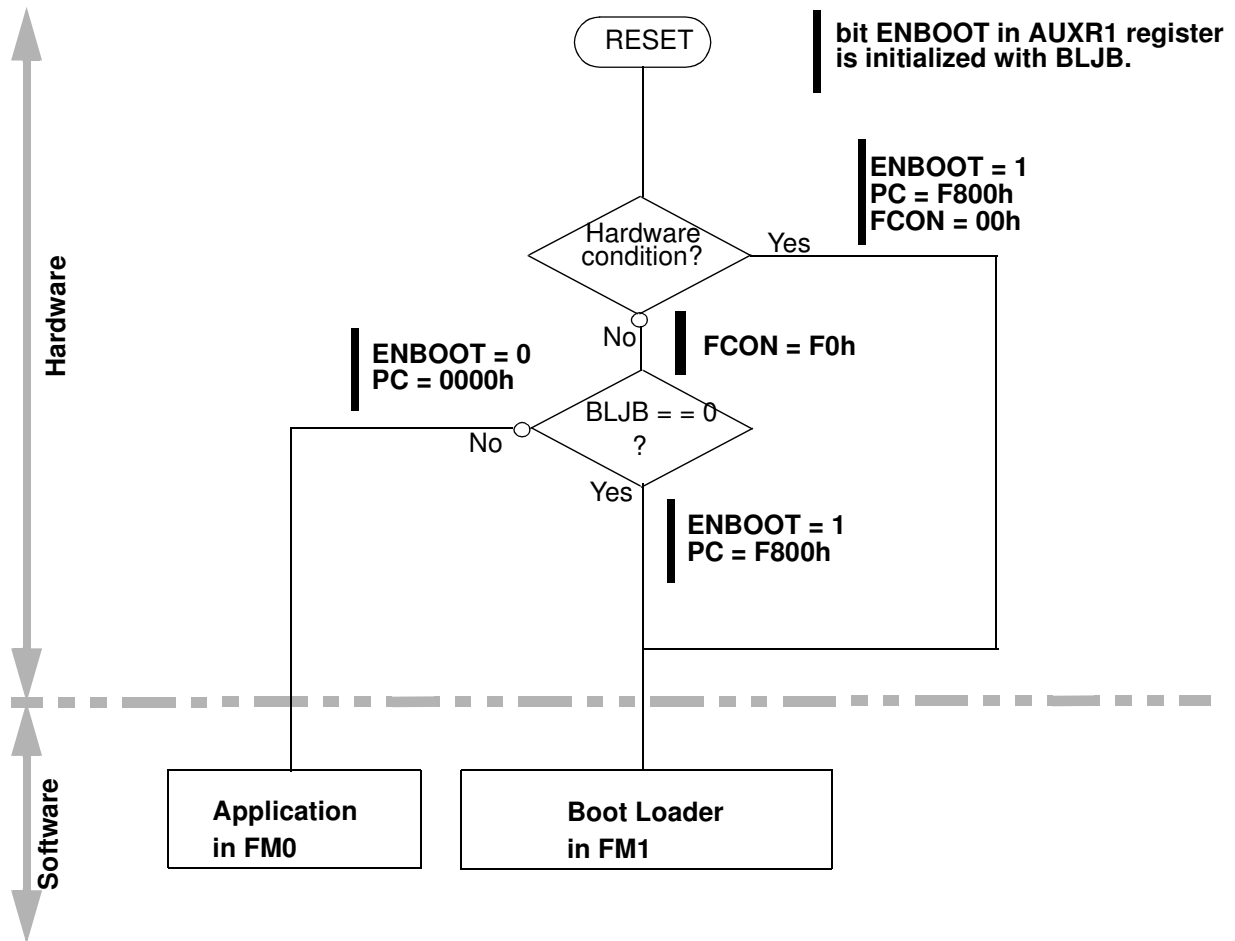 RESET
bit ENBOOT in AUXR1 register
is initialized with BLJB.
ENBOOT = 1
PC = F800h
FCON = 00h
Hardware
condition?
Yes
Hardware
No
FCON = F0h
ENBOOT = 0
PC = 0000h
BLJB = = 0
?
No
Yes
ENBOOT = 1
PC = F800h
Software
Application
in FM0
Boot Loader
in FM1